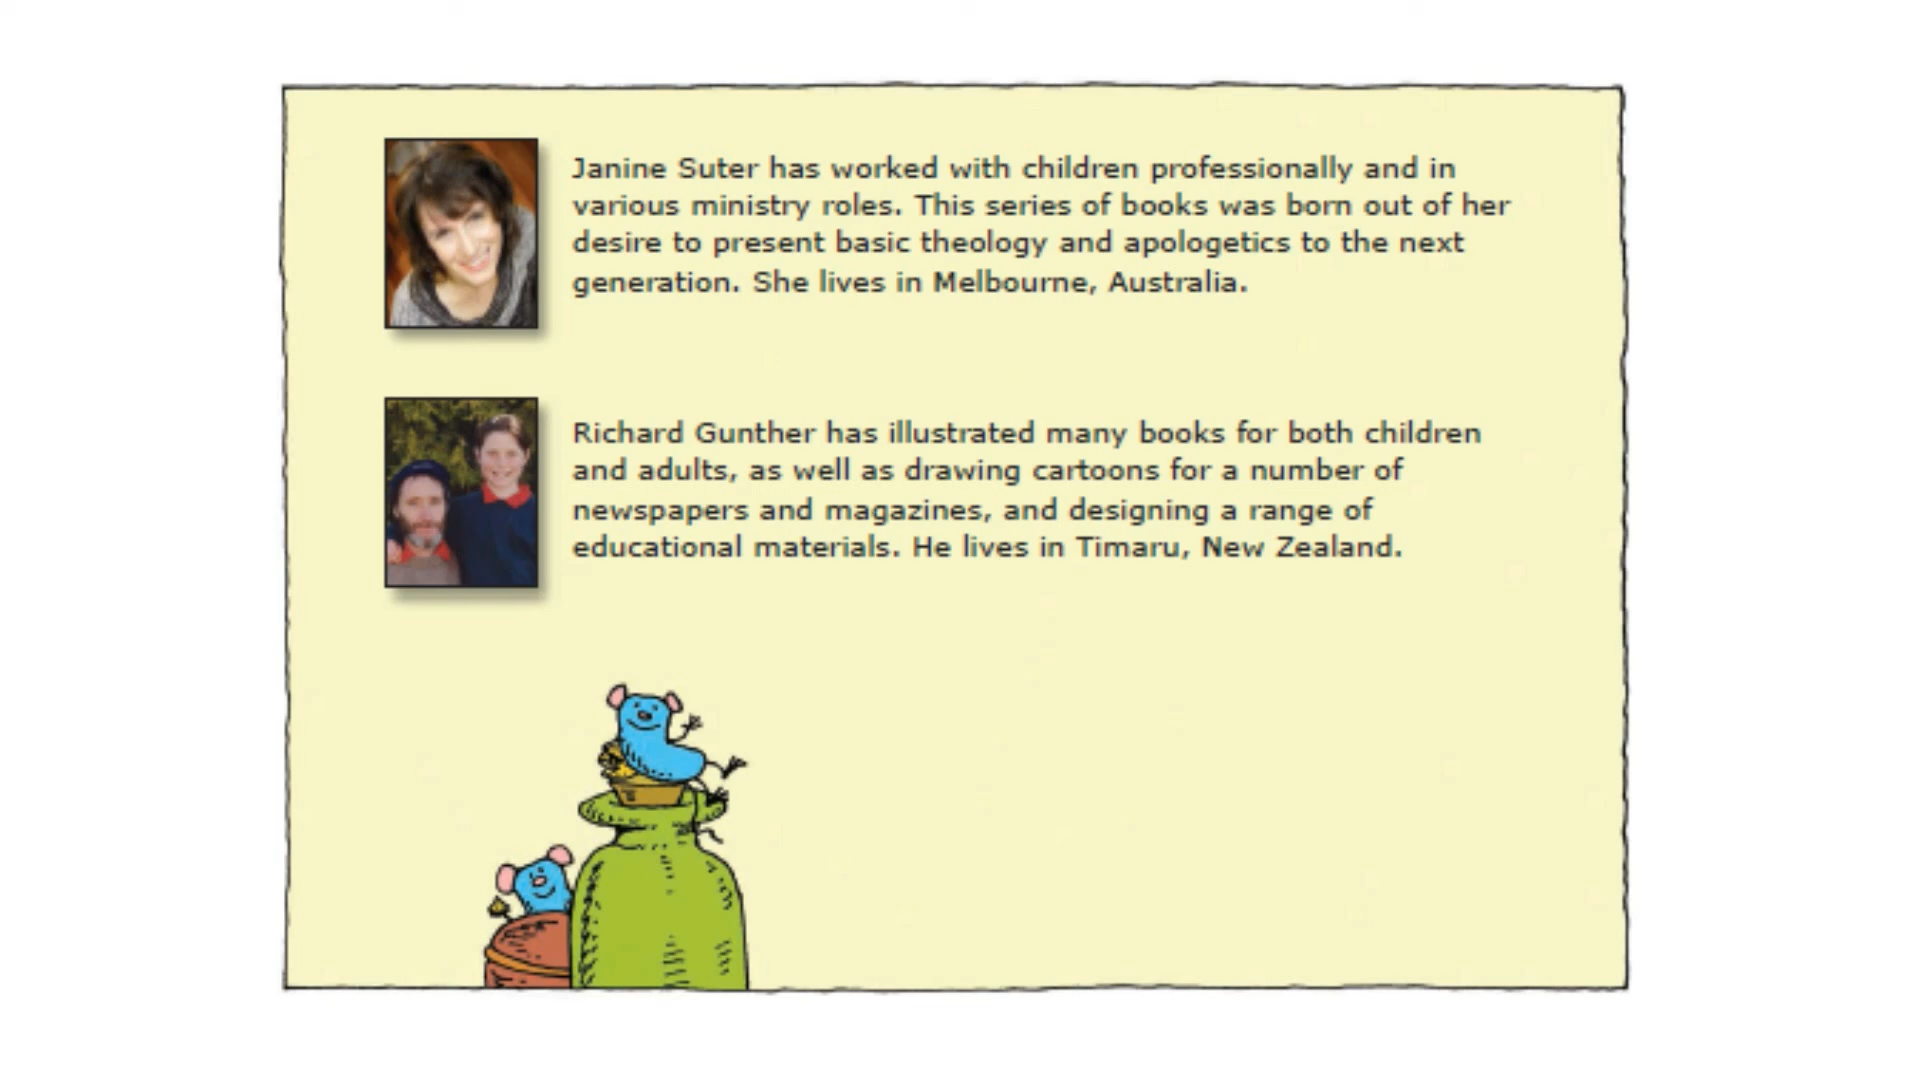 Janine Suter has worked with children professionally and in
various ministry roles. This series of books was born out of her
desire to present basic theology and apologetics to the next
generation. She lives in Melbourne, Australia.
Richard Gunther has illustrated many books for both children
and adults, as well as drawing cartoons for a number of
newspapers and magazines, and designing a range of
educational materials. He lives in Timaru, New Zealand.